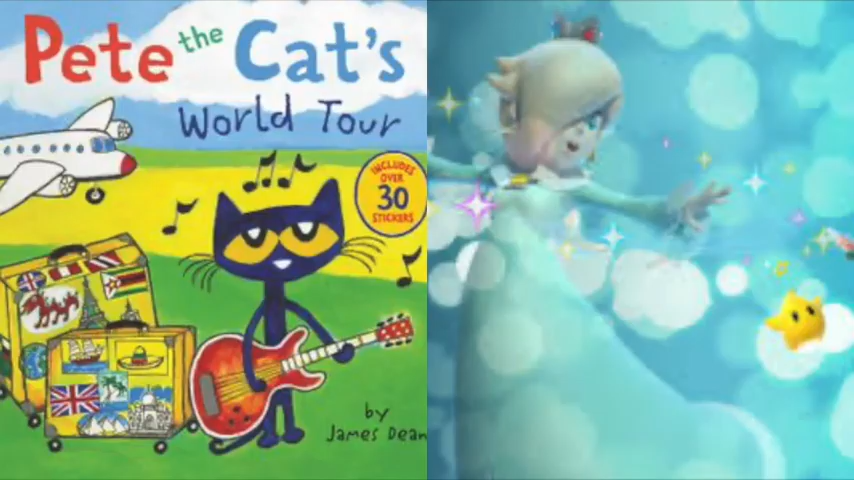 Pete the Cat's
World Tour
INCLUDES
OVER
30
STICKERS
by
James Dean